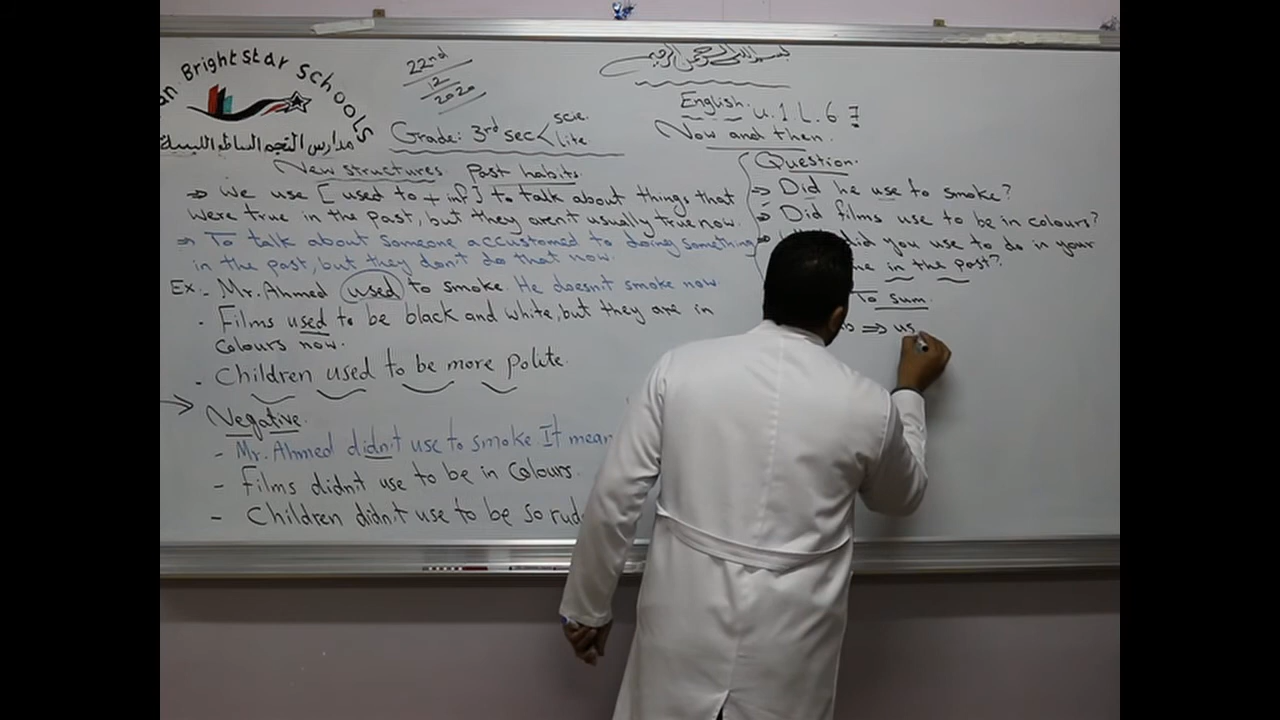 an Bright Star Schools
مدارس النجم الساطع الليبية
22nd
12
2020
Grade: 3rd sec < scie.
lite.
بسم الله الرحمن الرحيم
English. u. 1 L. 6 7
Now and then.
New structures Past habits
⇒ We use [used to + inf] to talk about things that
were true in the past, but they aren't usually true now.
⇒ To talk about someone accustomed to doing something
in the past, but they don't do that now.
Ex:- Mr. Ahmed used to smoke. He doesn't smoke now.
. Films used to be black and white, but they are in
Colours now.
- Children used to be more polite.
→ Negative.
- Mr. Ahmed didn't use to smoke. It mean
- Films didn't use to be in Colours.
- Children didn't use to be so rud
Question.
⇒ Did he use to smoke?
⇒ Did films use to be in colours?
did you use to do in your
in the past?
To sum.
⇒ us